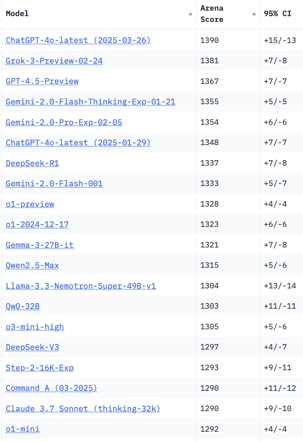 Model Arena Score 95% CI
ChatGPT-4o-latest (2025-03-26) 1390 +15/-13
Grok-3-Preview-02-24 1381 +7/-8
GPT-4.5-Preview 1367 +7/-7
Gemini-2.0-Flash-Thinking-Exp-01-21 1355 +5/-5
Gemini-2.0-Pro-Exp-02-05 1354 +6/-6
ChatGPT-4o-latest (2025-01-29) 1348 +7/-7
DeepSeek-R1 1337 +7/-8
Gemini-2.0-Flash-001 1333 +5/-7
o1-preview 1328 +4/-4
o1-2024-12-17 1323 +6/-6
Gemma-3-27B-it 1321 +7/-8
Qwen2.5-Max 1315 +5/-6
Llama-3.3-Nemotron-Super-49B-v1 1304 +13/-14
QwQ-32B 1303 +11/-11
o3-mini-high 1305 +5/-6
DeepSeek-V3 1297 +4/-7
Step-2-16K-Exp 1293 +9/-11
Command A (03-2025) 1290 +11/-12
Claude 3.7 Sonnet (thinking-32k) 1290 +9/-10
o1-mini 1292 +4/-4